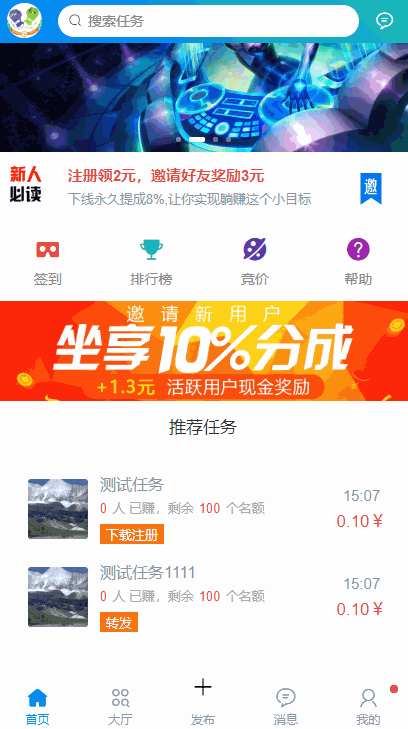 搜索任务
新人
必读
注册领2元，邀请好友奖励3元
下线永久提成8%,让你实现躺赚这个小目标
邀
签到
排行榜
竞价
帮助
邀请新用户
坐享10%分成
+1.3元 活跃用户现金奖励
推荐任务
测试任务
15:07
0 人已赚，剩余 100 个名额
0.10￥
下载注册
测试任务1111
15:07
0 人已赚，剩余 100 个名额
0.10￥
转发
首页
大厅
发布
消息
我的